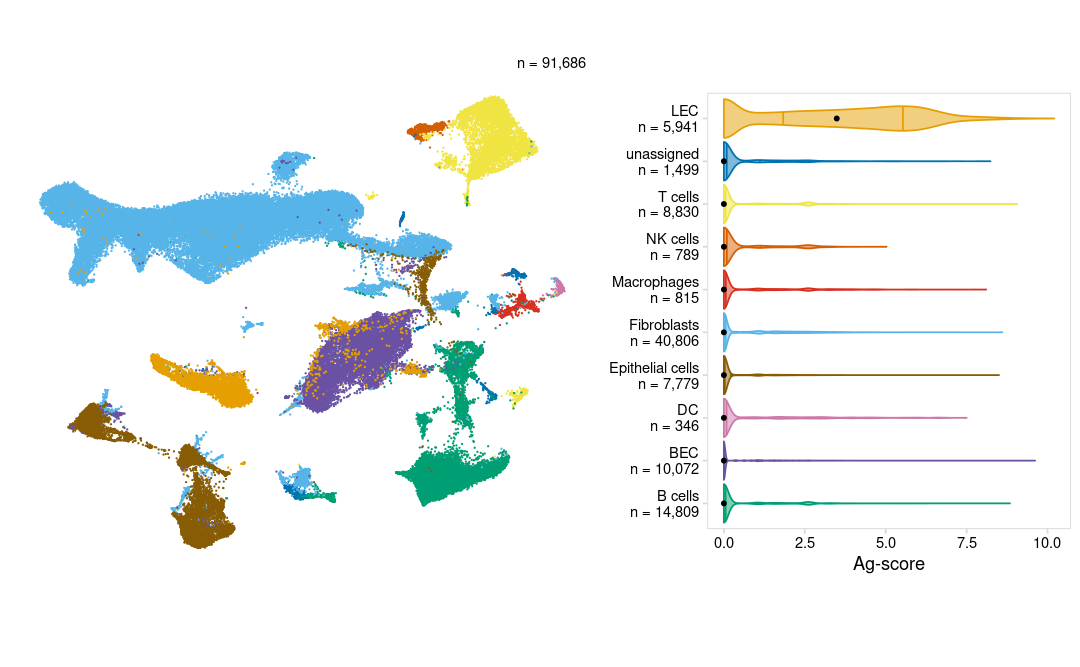 n = 91,686
LEC
n = 5,941
unassigned
n = 1,499
T cells
n = 8,830
NK cells
n = 789
Macrophages
n = 815
Fibroblasts
n = 40,806
Epithelial cells
n = 7,779
DC
n = 346
BEC
n = 10,072
B cells
n = 14,809
0.0 2.5 5.0 7.5 10.0
Ag-score